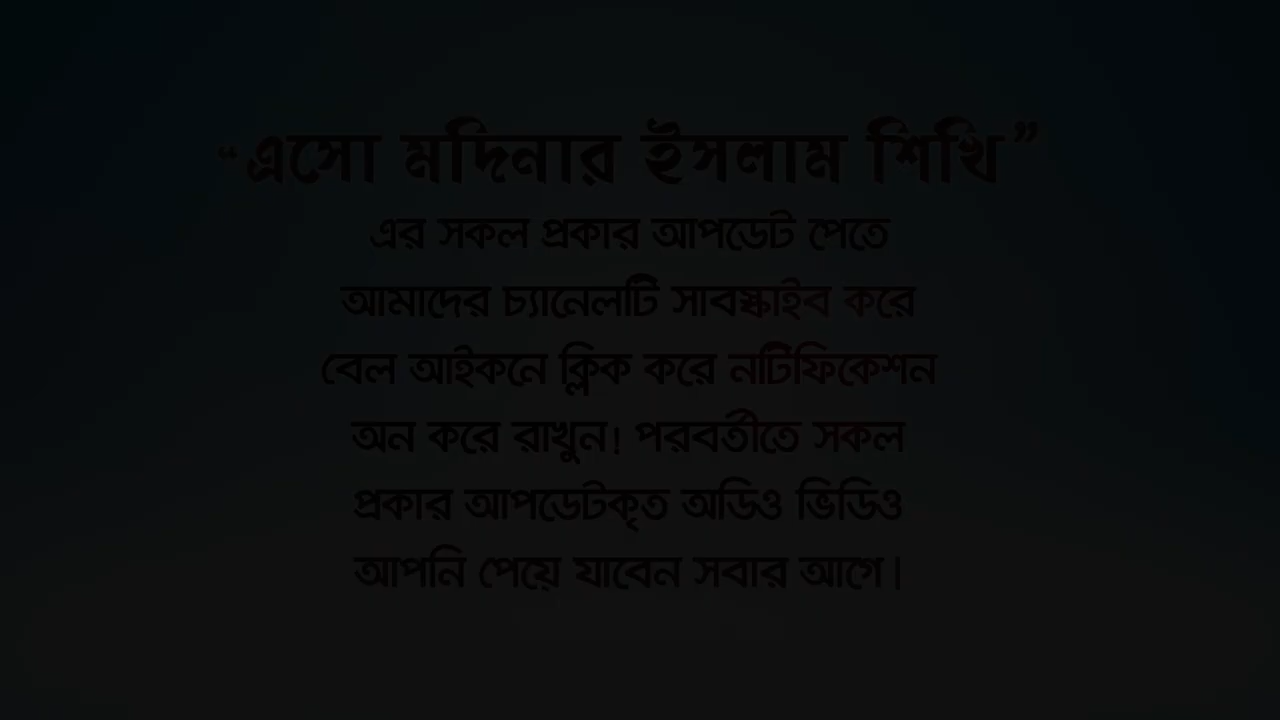 “এসো মদিনার ইসলাম শিখি”
এর সকল প্রকার আপডেট পেতে
আমাদের চ্যানেলটি সাবস্ক্রাইব করে
বেল আইকনে ক্লিক করে নটিফিকেশন
অন করে রাখুন! পরবর্তীতে সকল
প্রকার আপডেটকৃত অডিও ভিডিও
আপনি পেয়ে যাবেন সবার আগে।